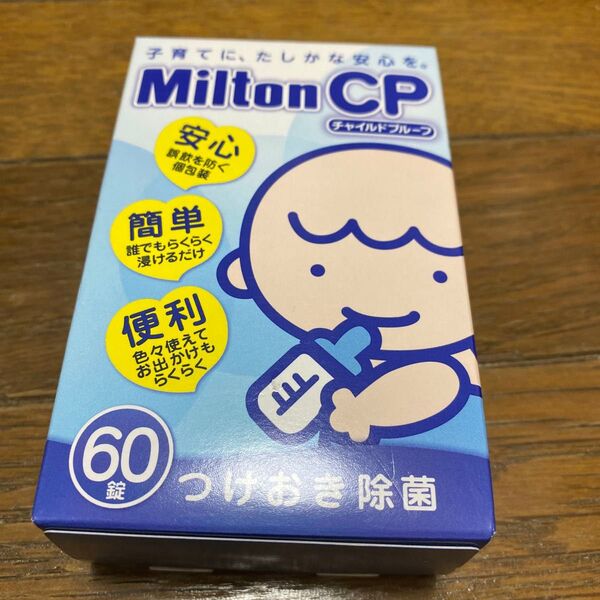 子育てに、たしかな安心を。
Milton CP
チャイルドプルーフ
安心
誤飲を防ぐ
個包装
簡単
誰でもらくらく
浸けるだけ
便利
色々使えて
お出かけも
らくらく
60
錠
つけおき除菌